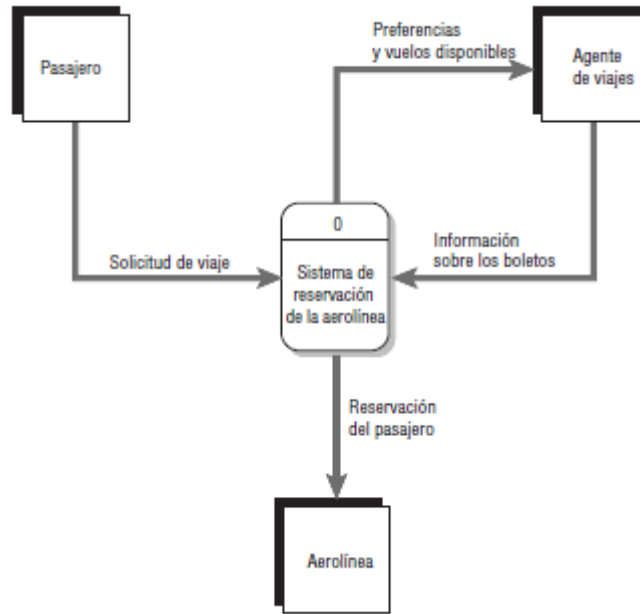 Pasajero
Preferencias
y vuelos disponibles
Agente
de viajes
0
Sistema de
reservación
de la aerolínea
Solicitud de viaje
Información
sobre los boletos
Reservación
del pasajero
Aerolínea